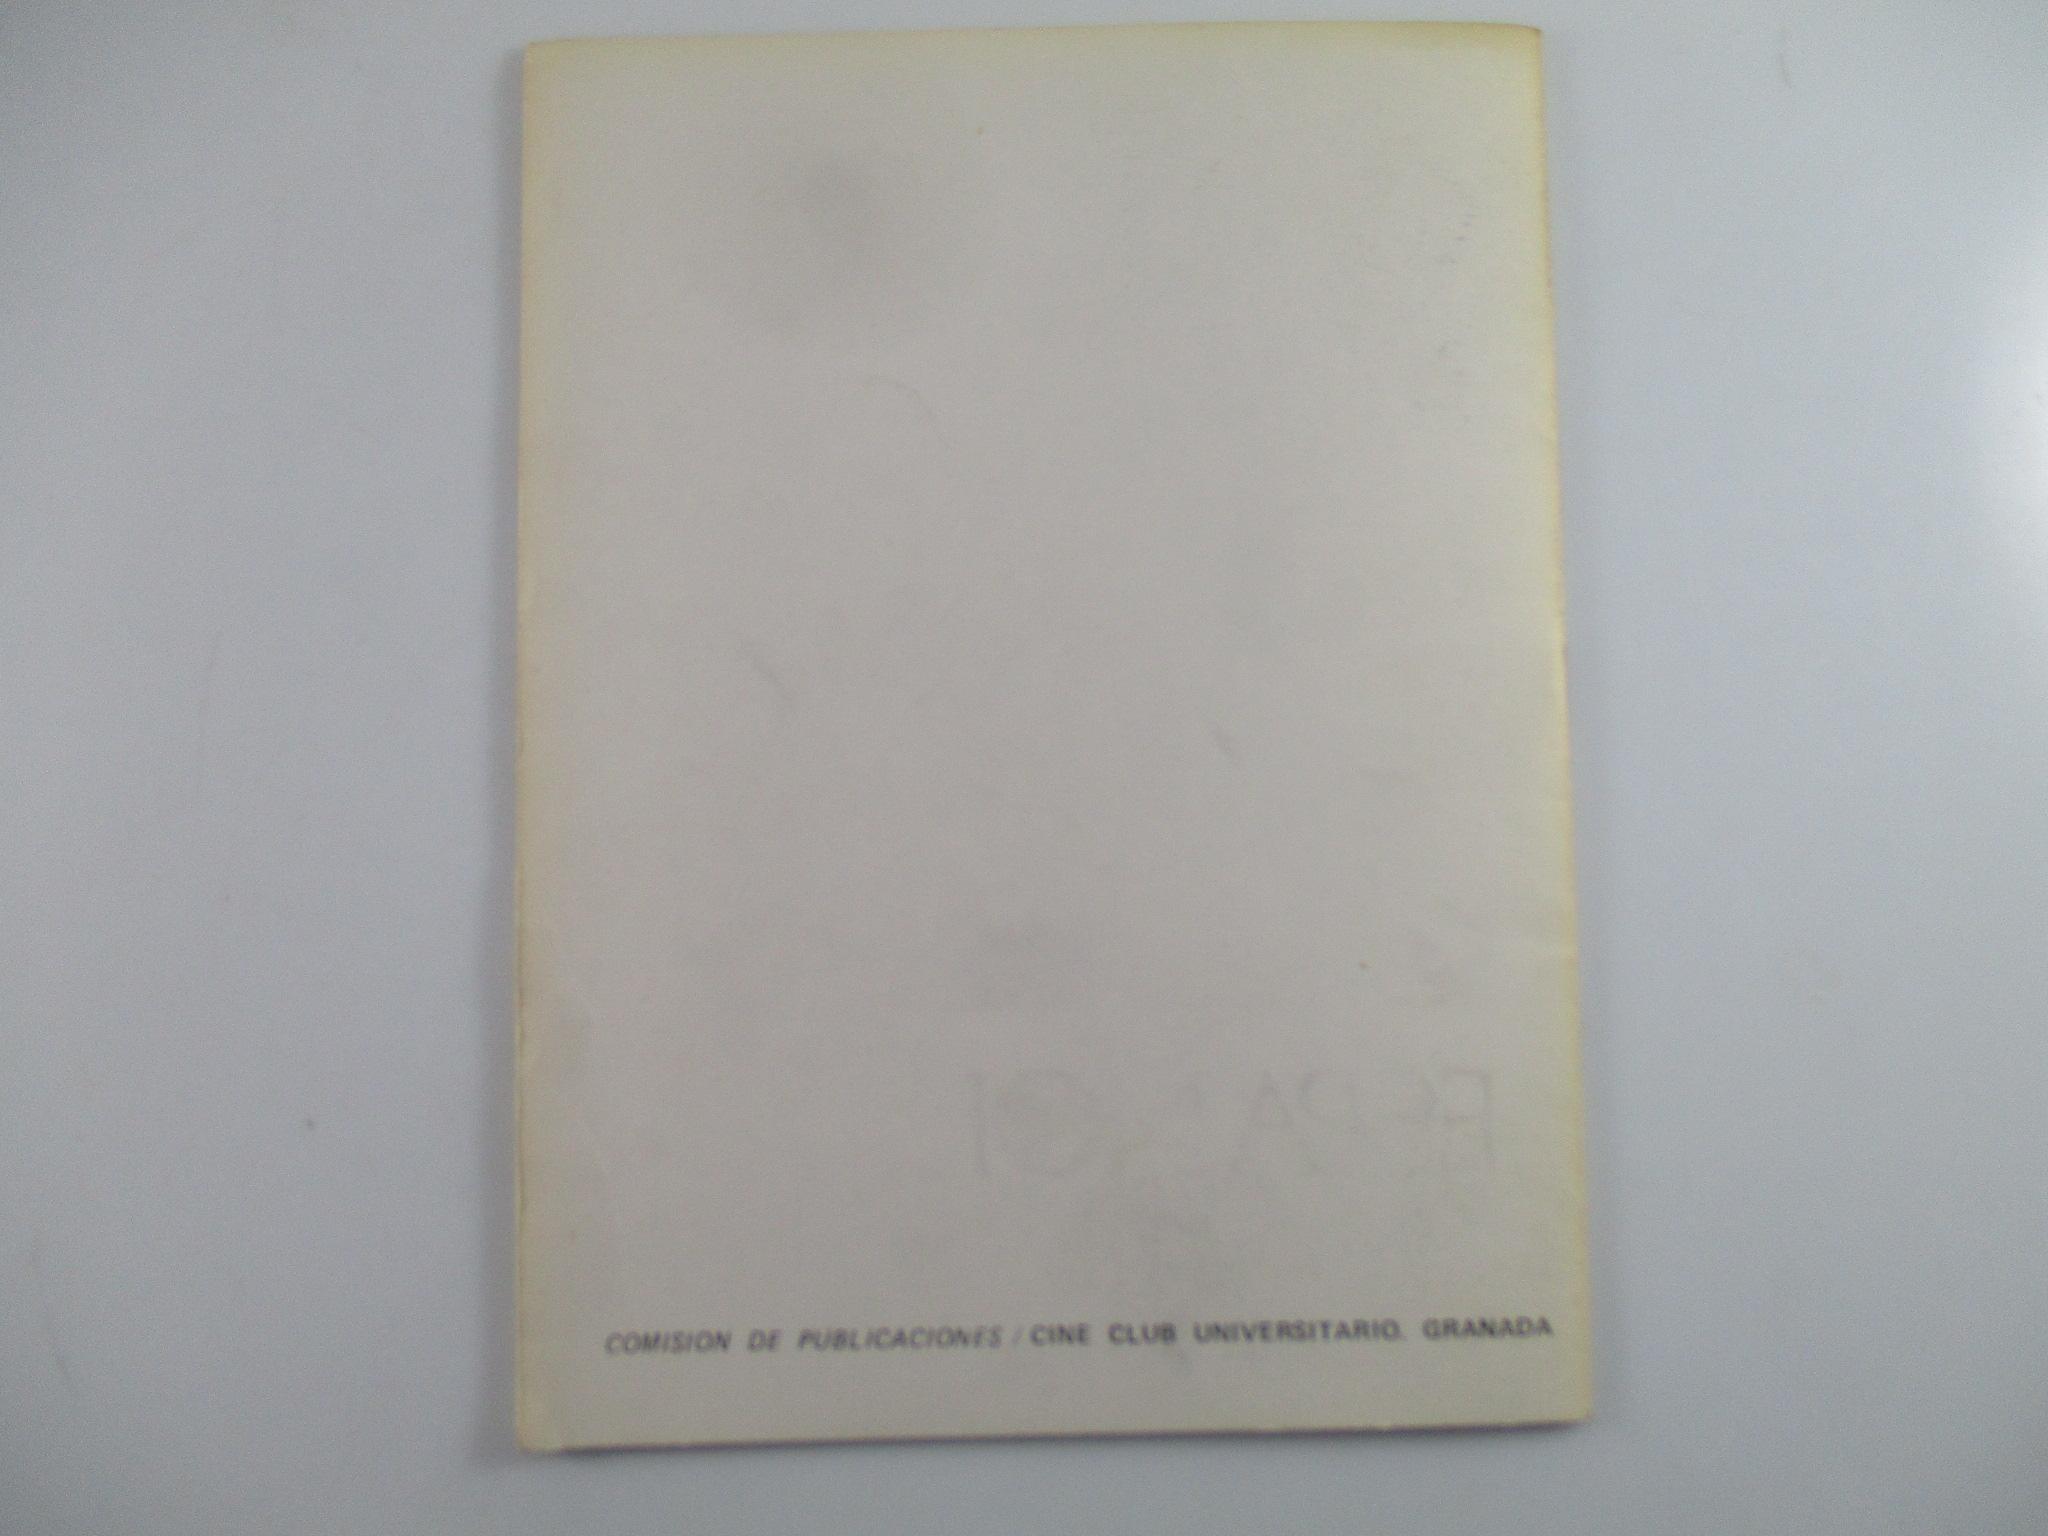 COMISION DE PUBLICACIONES / CINE CLUB UNIVERSITARIO. GRANADA